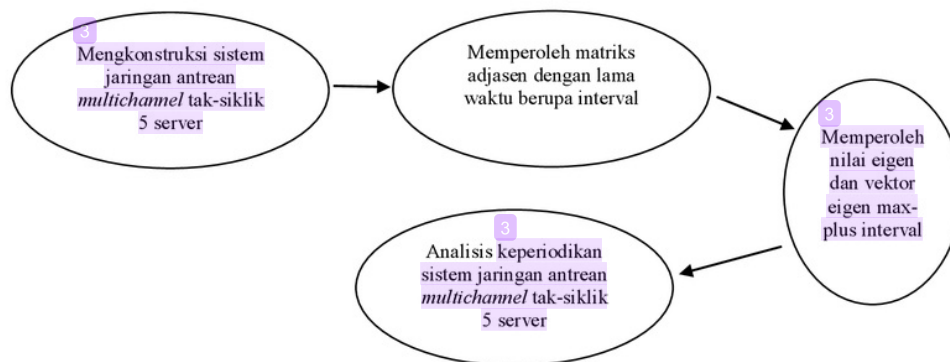 3
Mengkonstruksi sistem
jaringan antrean
multichannel tak-siklik
5 server
Memperoleh matriks
adjasen dengan lama
waktu berupa interval
3
Memperoleh
nilai eigen
dan vektor
eigen max-
plus interval
3
Analisis keperiodikan
sistem jaringan antrean
multichannel tak-siklik
5 server